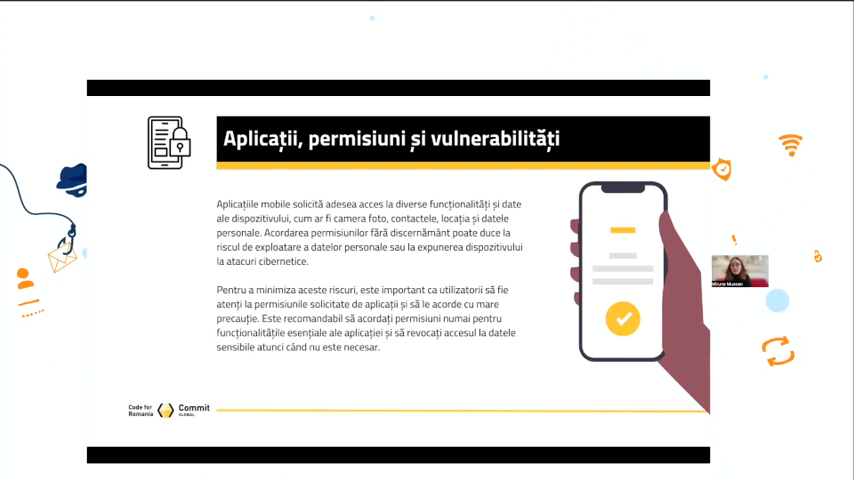 Aplicații, permisiuni și vulnerabilități
Aplicațiile mobile solicită adesea acces la diverse funcționalități și date
ale dispozitivului, cum ar fi camera foto, contactele, locația și datele
personale. Acordarea permisiunilor fără discernământ poate duce la
riscul de exploatare a datelor personale sau la expunerea dispozitivului
la atacuri cibernetice.
Pentru a minimiza aceste riscuri, este important ca utilizatorii să fie
atenți la permisiunile solicitate de aplicații și să le acorde cu mare
precauție. Este recomandabil să acordați permisiuni numai pentru
funcționalitățile esențiale ale aplicației și să revocați accesul la datele
sensibile atunci când nu este necesar.
Code for
Romania
Commit
GLOBAL
Miruna Muscan